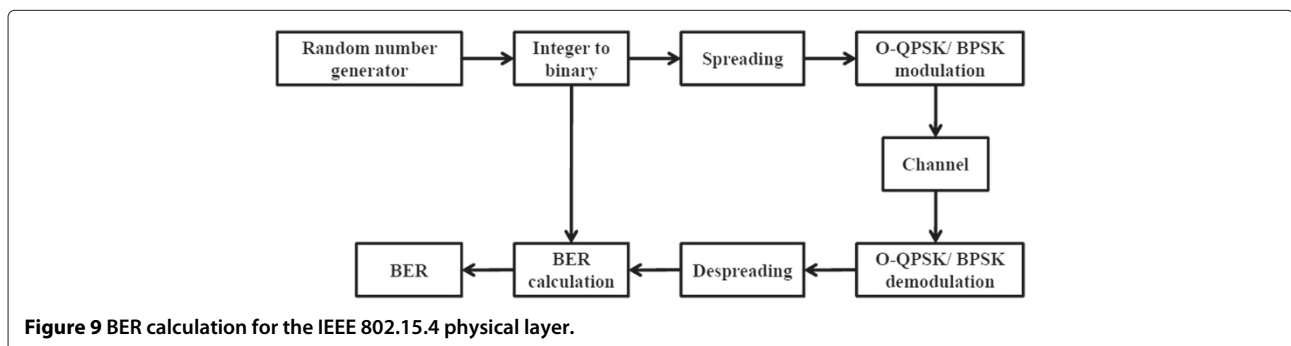 Random number
generator
Integer to
binary
Spreading
O-QPSK/ BPSK
modulation
Channel
BER
BER
calculation
Despreading
O-QPSK/ BPSK
demodulation
Figure 9 BER calculation for the IEEE 802.15.4 physical layer.